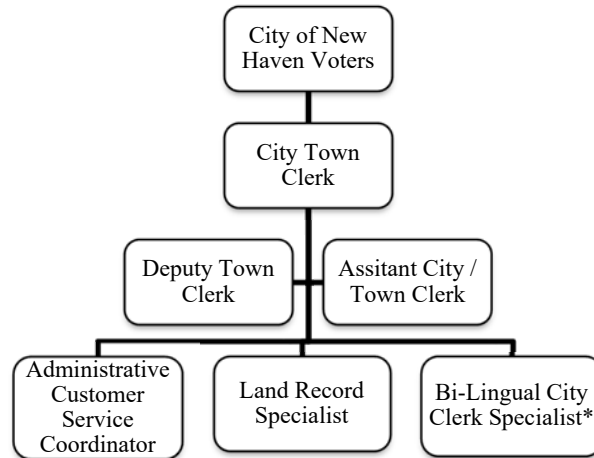 City of New
Haven Voters
City Town
Clerk
Deputy Town
Clerk
Assitant City /
Town Clerk
Administrative
Customer
Service
Coordinator
Land Record
Specialist
Bi-Lingual City
Clerk Specialist*